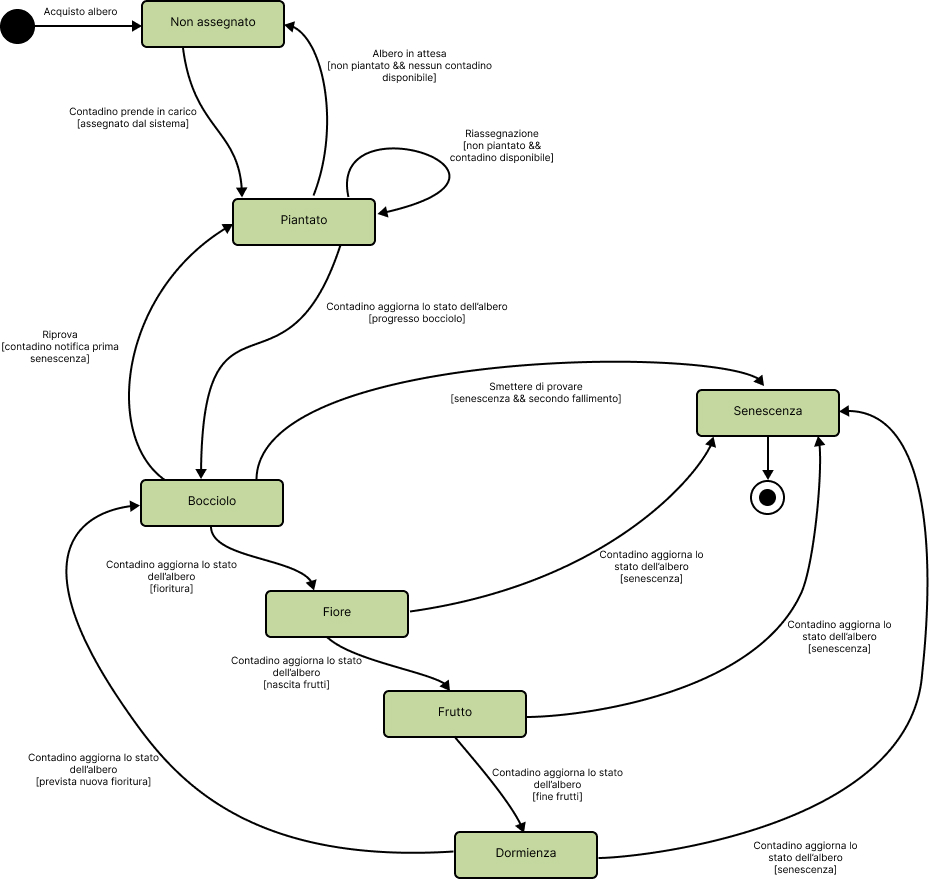 Acquisto albero
Non assegnato
Albero in attesa
[non piantato && nessun contadino
disponibile]
Contadino prende in carico
[assegnato dal sistema]
Riassegnazione
[non piantato &&
contadino disponibile]
Piantato
Contadino aggiorna lo stato dell'albero
[progresso bocciolo]
Riprova
[contadino notifica prima
senescenza]
Smettere di provare
[senescenza && secondo fallimento]
Senescenza
Bocciolo
Contadino aggiorna lo stato
dell'albero
[fioritura]
Contadino aggiorna lo
stato dell'albero
[senescenza]
Fiore
Contadino aggiorna lo
stato dell'albero
[senescenza]
Contadino aggiorna lo stato
dell'albero
[nascita frutti]
Frutto
Contadino aggiorna lo stato
dell'albero
[prevista nuova fioritura]
Contadino aggiorna lo stato
dell'albero
[fine frutti]
Dormienza
Contadino aggiorna lo
stato dell'albero
[senescenza]